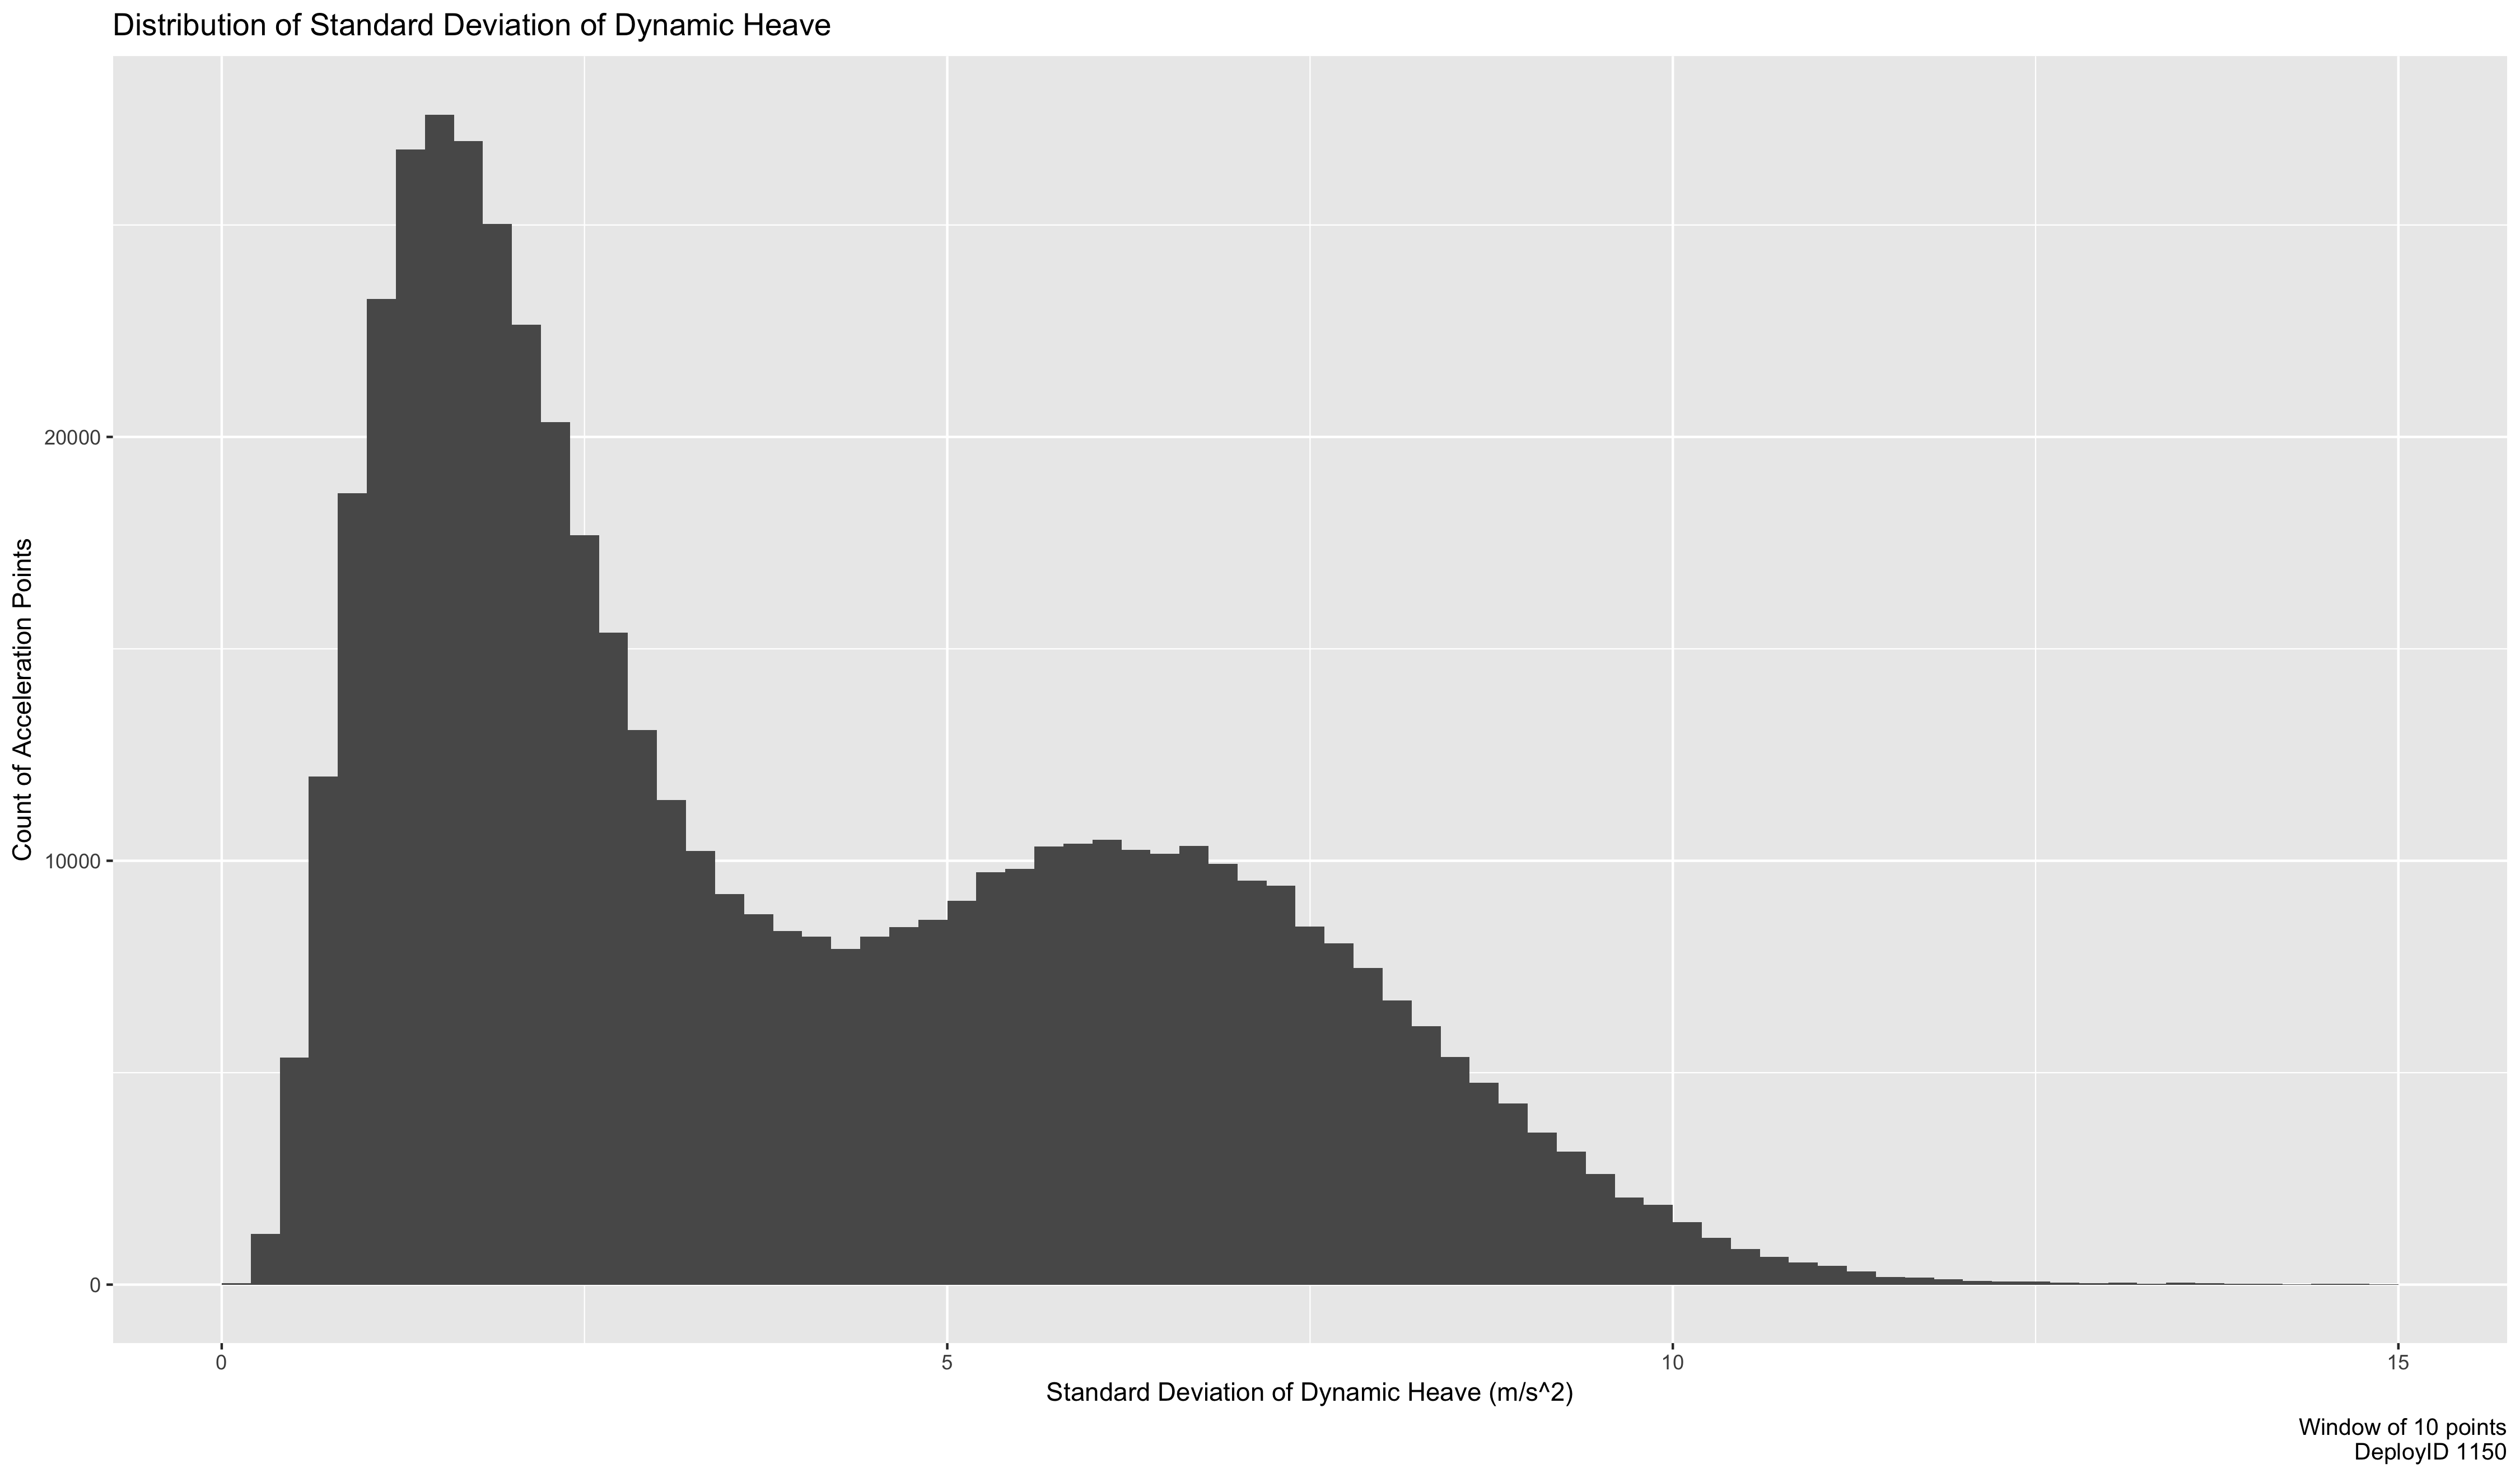 Distribution of Standard Deviation of Dynamic Heave
Count of Acceleration Points
20000
10000
0
0 5 10 15
Standard Deviation of Dynamic Heave (m/s^2)
Window of 10 points
DeployID 1150